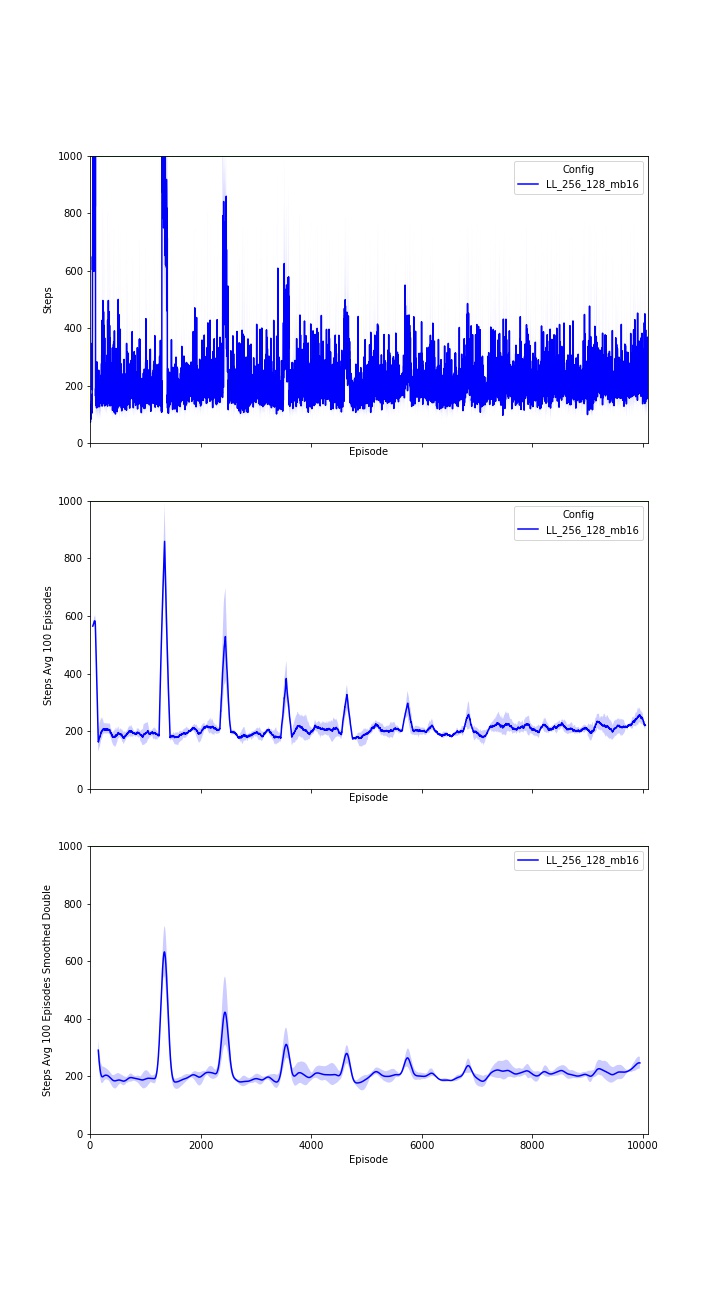 1000
800
600
400
200
0
Steps
Episode
Config
LL_256_128_mb16
1000
800
600
400
200
0
Steps Avg 100 Episodes
Episode
Config
LL_256_128_mb16
1000
800
600
400
200
0
Steps Avg 100 Episodes Smoothed Double
LL_256_128_mb16
0 2000 4000 6000 8000 10000
Episode